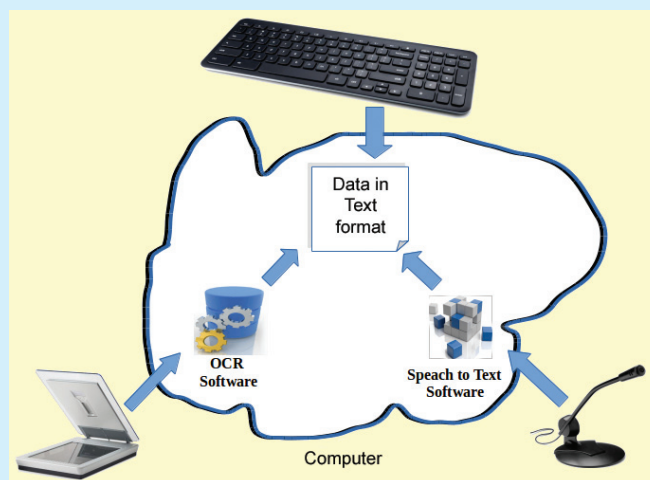 Data in
Text
format
OCR
Software
Speach to Text
Software
Computer